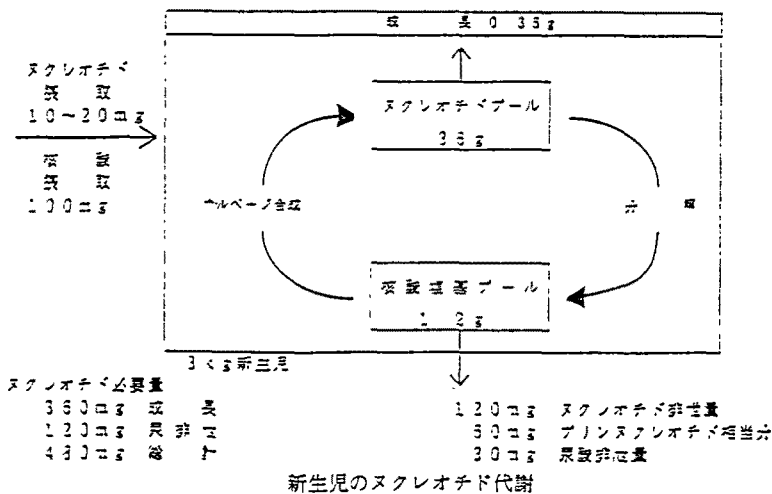 成 長 0.36g
ヌクレオチド
摂 取
10~20mg
核 酸
摂 取
100mg
ヌクレオチドプール
36g
サルベージ合成
分 解
核酸塩基プール
3kg新生児
ヌクレオチド必要量
360mg 成 長
120mg 尿排泄
480mg 総 計
120mg ヌクレオチド排泄量
60mg プリンヌクレオチド相当分
30mg 尿酸排泄量
新生児のヌクレオチド代謝